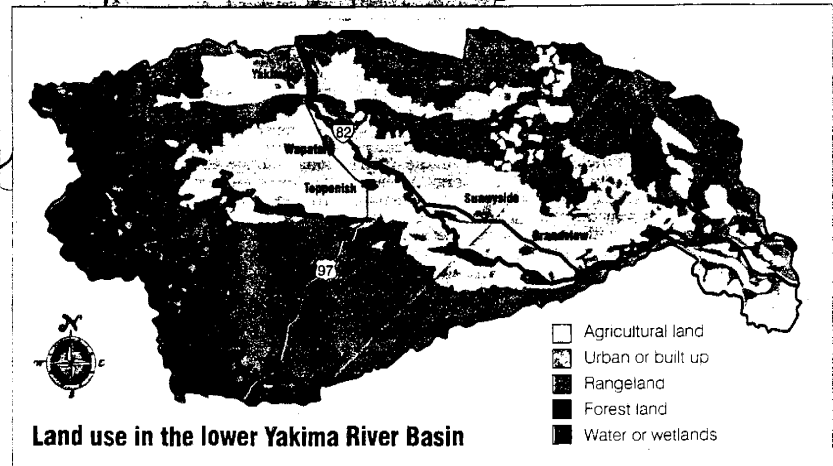 Yakima
82
Wapato
Toppenish
Sunnyside
Grandview
97
N
W
E
S
Agricultural land
Urban or built up
Rangeland
Forest land
Water or wetlands
Land use in the lower Yakima River Basin